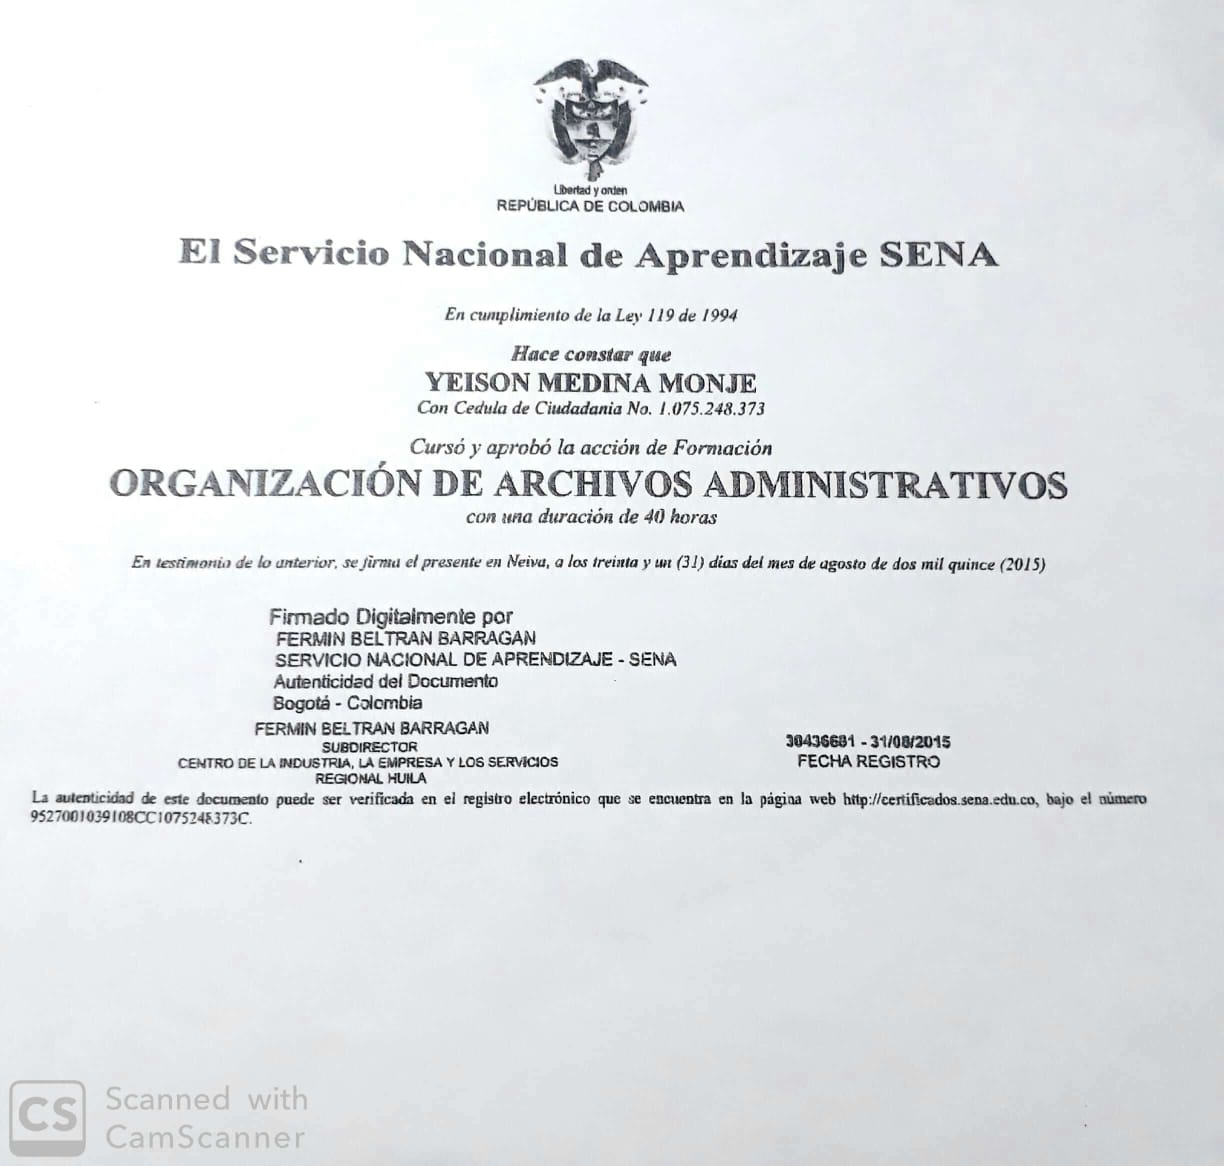 Libertad y orden
REPÚBLICA DE COLOMBIA
El Servicio Nacional de Aprendizaje SENA
En cumplimiento de la Ley 119 de 1994
Hace constar que
YEISON MEDINA MONJE
Con Cedula de Ciudadania No. 1.075.248.373
Cursó y aprobó la acción de Formación
ORGANIZACIÓN DE ARCHIVOS ADMINISTRATIVOS
con una duración de 40 horas
En testimonio de lo anterior, se firma el presente en Neiva, a los treinta y un (31) días del mes de agosto de dos mil quince (2015)
Firmado Digitalmente por
FERMIN BELTRAN BARRAGAN
SERVICIO NACIONAL DE APRENDIZAJE - SENA
Autenticidad del Documento
Bogotá - Colombia
FERMIN BELTRAN BARRAGAN
SUBDIRECTOR
CENTRO DE LA INDUSTRIA, LA EMPRESA Y LOS SERVICIOS
REGIONAL HUILA
30436681 - 31/08/2015
FECHA REGISTRO
La autenticidad de este documento puede ser verificada en el registro electrónico que se encuentra en la página web http://certificados.sena.edu.co, bajo el número
9527001039108CC1075248373C.
CS
Scanned with
CamScanner